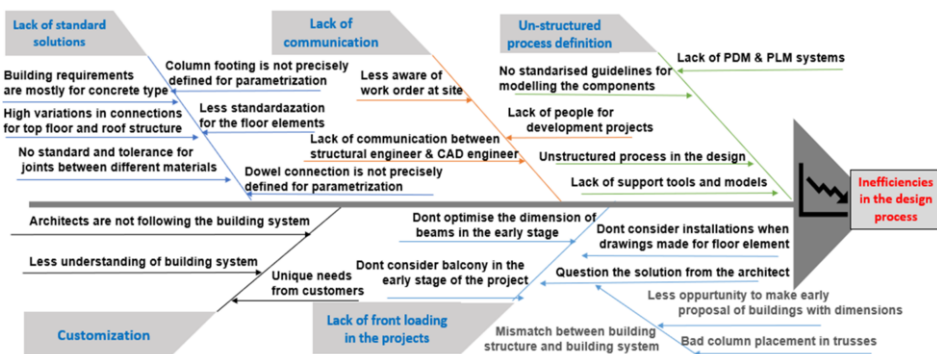 Lack of standard
solutions
Lack of
communication
Un-structured
process definition
Building requirements
are mostly for concrete type
Column footing is not precisely
defined for parametrization
High variations in connections
for top floor and roof structure
Less standardazation
for the floor elements
No standard and tolerance for
joints between different materials
Dowel connection is not precisely
defined for parametrization
Less aware of
work order at site
Lack of people for
development projects
Lack of communication between
structural engineer & CAD engineer
Lack of PDM & PLM systems
No standarised guidelines for
modelling the components
Unstructured process in the design
Lack of support tools and models
Inefficiencies
in the design
process
Architects are not following the building system
Less understanding of building system
Unique needs
from customers
Customization
Dont optimise the dimension of
beams in the early stage
Dont consider installations when
drawings made for floor element
Dont consider balcony in the
early stage of the project
Question the solution from the architect
Less oppurtunity to make early
proposal of buildings with dimensions
Mismatch between building
structure and building system
Bad column placement in trusses
Lack of front loading
in the projects